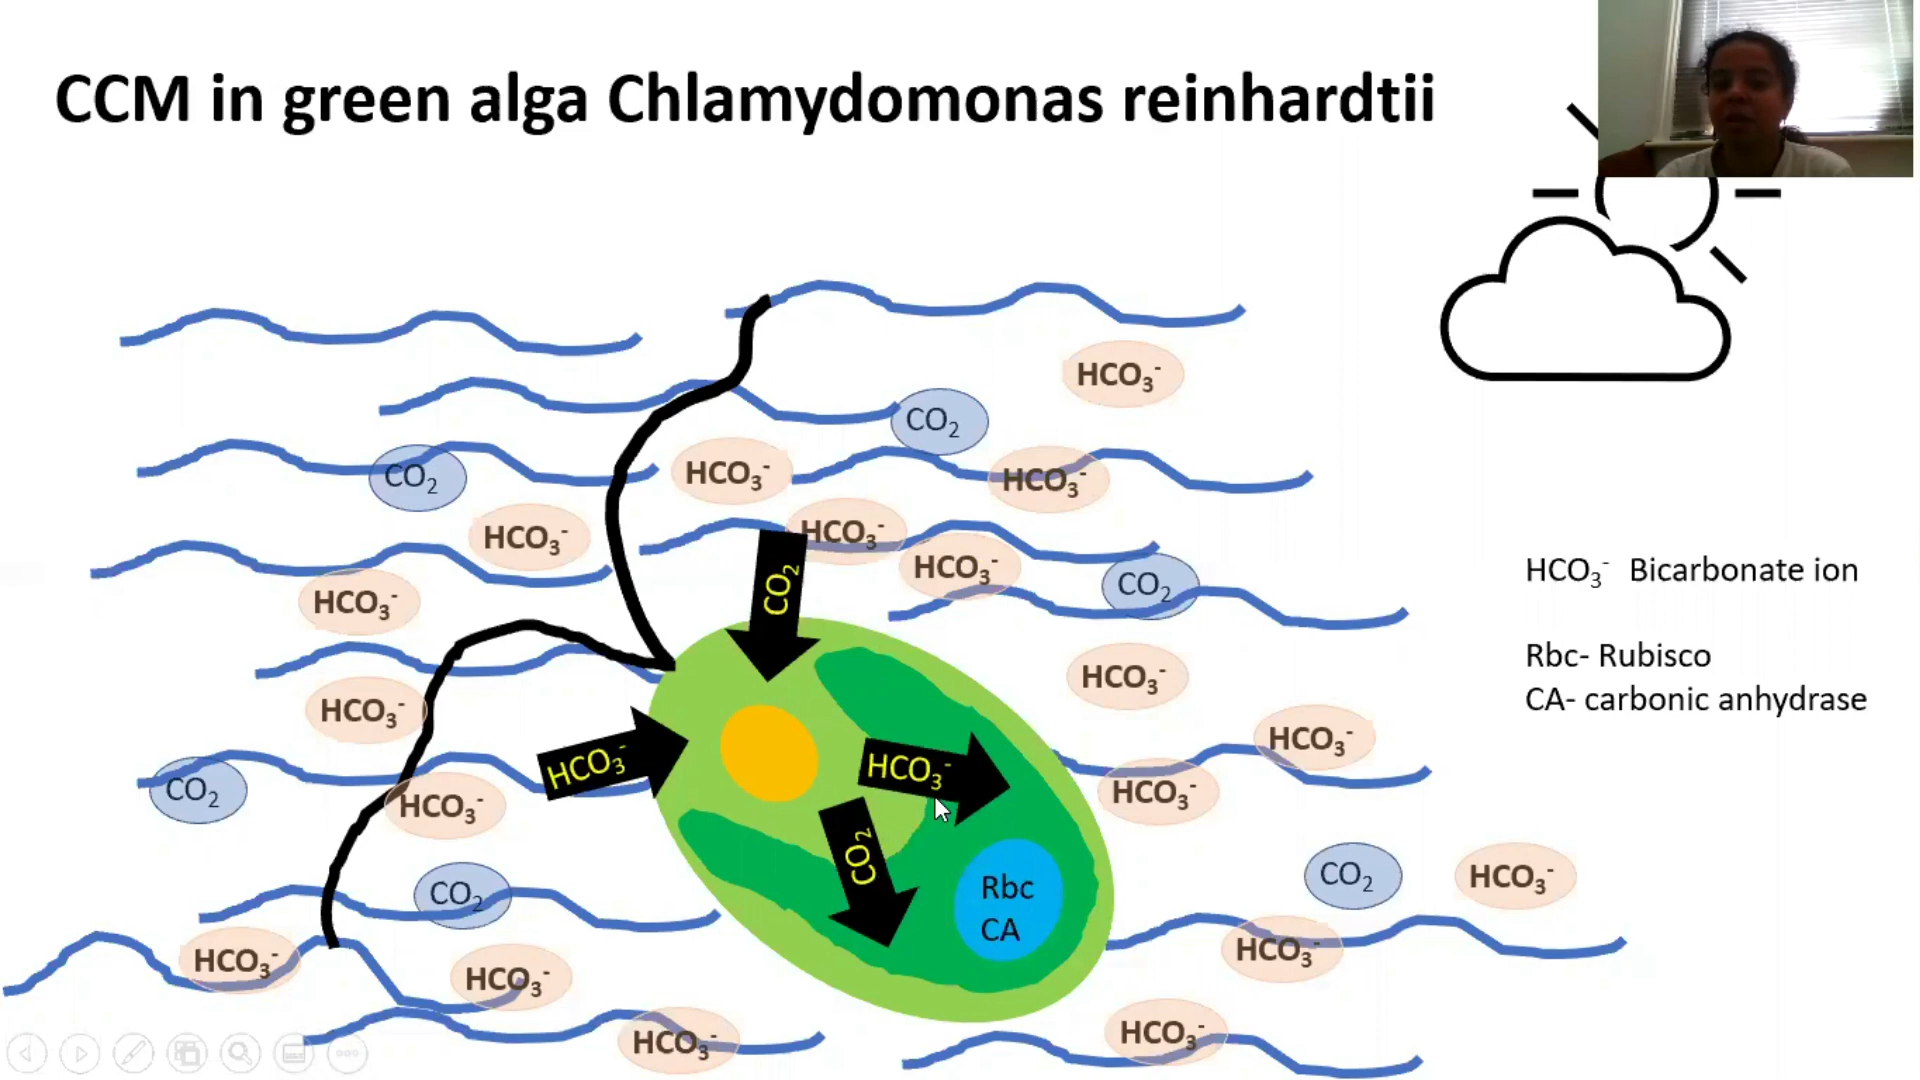 CCM in green alga Chlamydomonas reinhardtii
HCO₃⁻
CO₂
CO₂
HCO₃⁻
HCO₃⁻
HCO₃⁻
HCO₃⁻
HCO₃⁻
CO₂
HCO₃⁻ Bicarbonate ion
CO₂
HCO₃⁻
Rbc- Rubisco
HCO₃⁻
CA- carbonic anhydrase
HCO₃⁻
HCO₃⁻
HCO₃⁻
HCO₃⁻
CO₂
HCO₃⁻
HCO₃⁻
CO₂
CO₂
CO₂
HCO₃⁻
Rbc
CA
HCO₃⁻
HCO₃⁻
HCO₃⁻
HCO₃⁻
HCO₃⁻